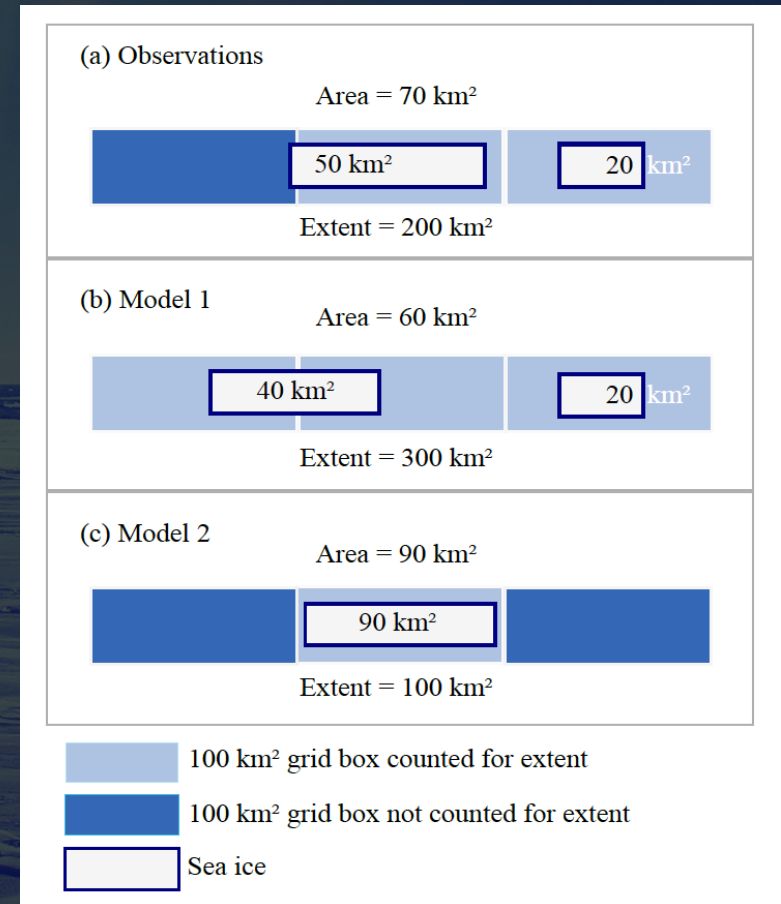 (a) Observations
Area = 70 km²
50 km²
20 km²
Extent = 200 km²
(b) Model 1
Area = 60 km²
40 km²
20 km²
Extent = 300 km²
(c) Model 2
Area = 90 km²
90 km²
Extent = 100 km²
100 km² grid box counted for extent
100 km² grid box not counted for extent
Sea ice